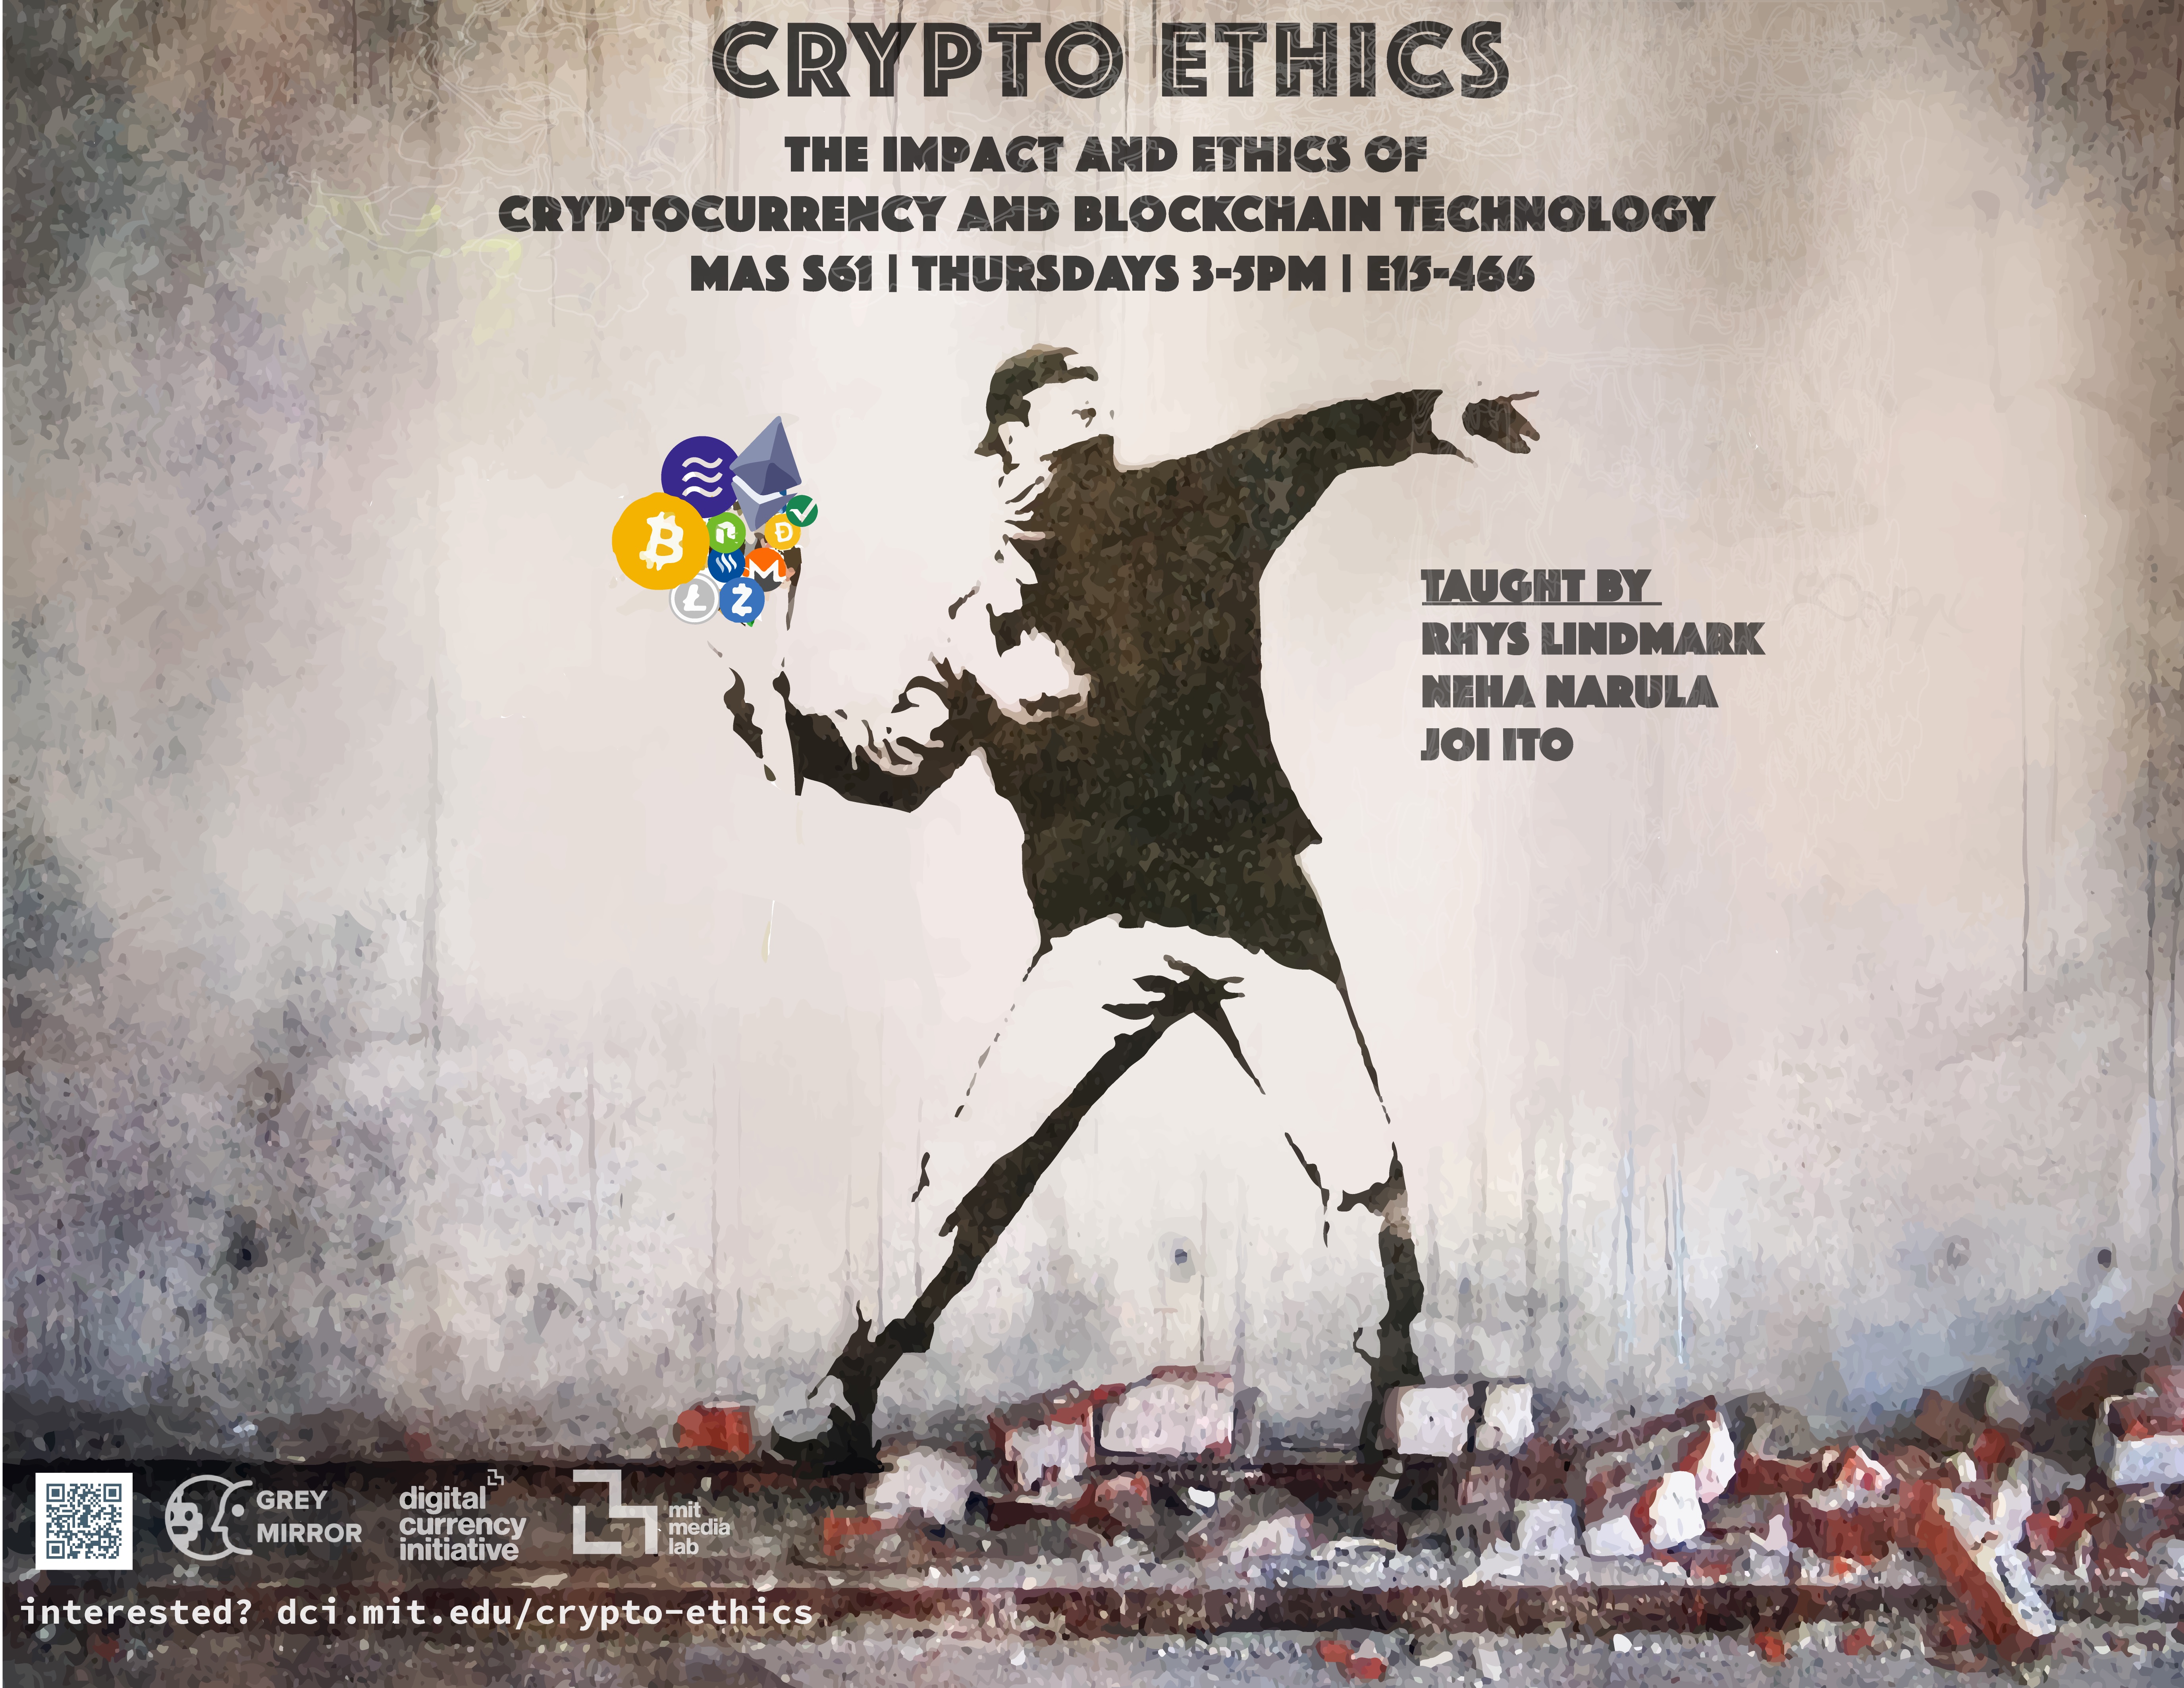 CRYPTO ETHICS
THE IMPACT AND ETHICS OF
CRYPTOCURRENCY AND BLOCKCHAIN TECHNOLOGY
MAS S61 | THURSDAYS 3-5PM | E15-466
TAUGHT BY
RHYS LINDMARK
NEHA NARULA
JOI ITO
GREY
MIRROR
digital
currency
initiative
mit
media
lab
interested? dci.mit.edu/crypto-ethics